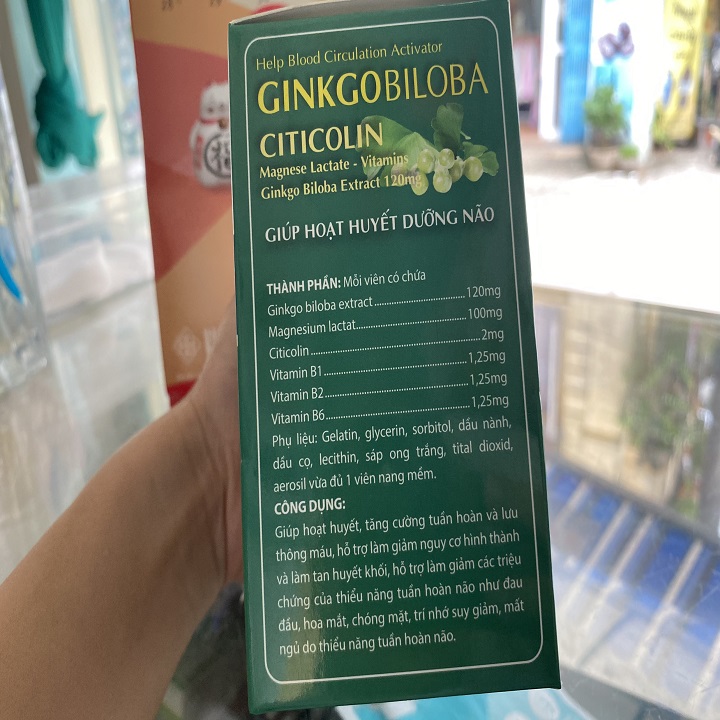 Help Blood Circulation Activator
GINKGOBILOBA
CITICOLIN
Magnese Lactate - Vitamins
Ginkgo Biloba Extract 120mg
GIÚP HOẠT HUYẾT DƯỠNG NÃO
THÀNH PHẦN: Mỗi viên có chứa
Ginkgo biloba extract..............................120mg
Magnesium lactat....................................100mg
Citicolin......................................................2mg
Vitamin B1..............................................1,25mg
Vitamin B2..............................................1,25mg
Vitamin B6..............................................1,25mg
Phụ liệu: Gelatin, glycerin, sorbitol, dầu nành,
dầu cọ, lecithin, sáp ong trắng, tital dioxid,
aerosil vừa đủ 1 viên nang mềm.
CÔNG DỤNG:
Giúp hoạt huyết, tăng cường tuần hoàn và lưu
thông máu, hỗ trợ làm giảm nguy cơ hình thành
và làm tan huyết khối, hỗ trợ làm giảm các triệu
chứng của thiểu năng tuần hoàn não như đau
đầu, hoa mắt, chóng mặt, trí nhớ suy giảm, mất
ngủ do thiểu năng tuần hoàn não.